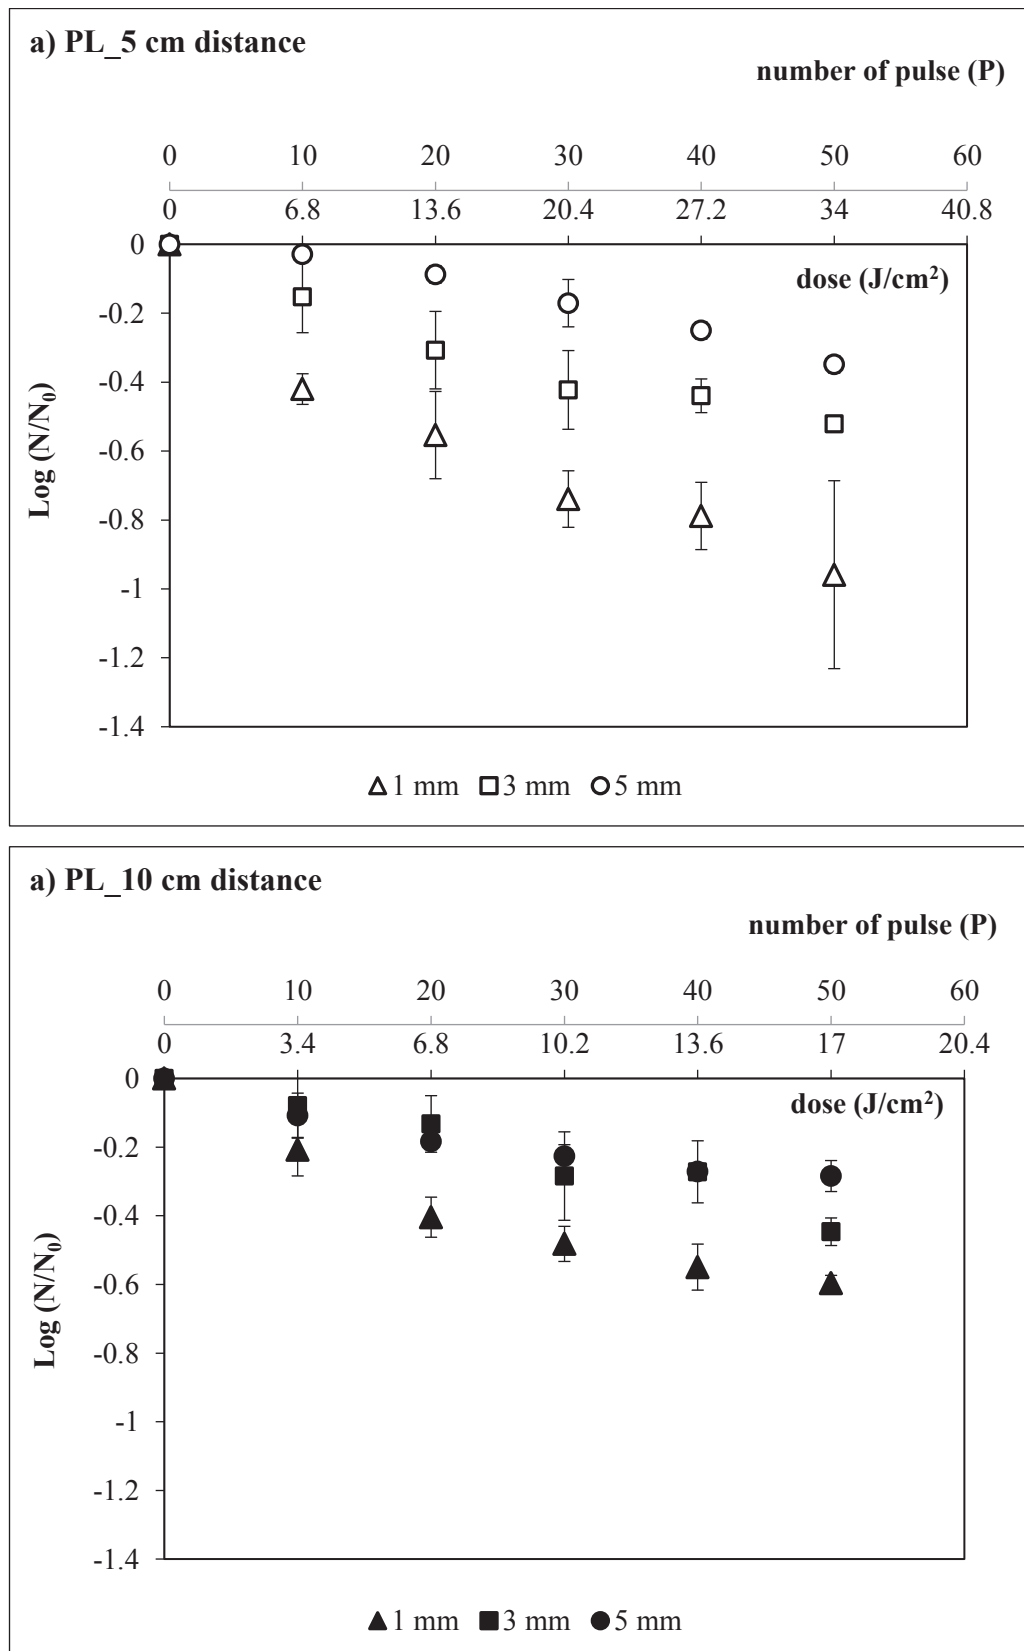 a) PL_5 cm distance
number of pulse (P)
0 10 20 30 40 50 60
0 6.8 13.6 20.4 27.2 34 40.8
dose (J/cm²)
0
-0.2
-0.4
-0.6
-0.8
-1
-1.2
-1.4
Log (N/N₀)
1 mm 3 mm 5 mm
a) PL_10 cm distance
number of pulse (P)
0 10 20 30 40 50 60
0 3.4 6.8 10.2 13.6 17 20.4
dose (J/cm²)
0
-0.2
-0.4
-0.6
-0.8
-1
-1.2
-1.4
Log (N/N₀)
1 mm 3 mm 5 mm